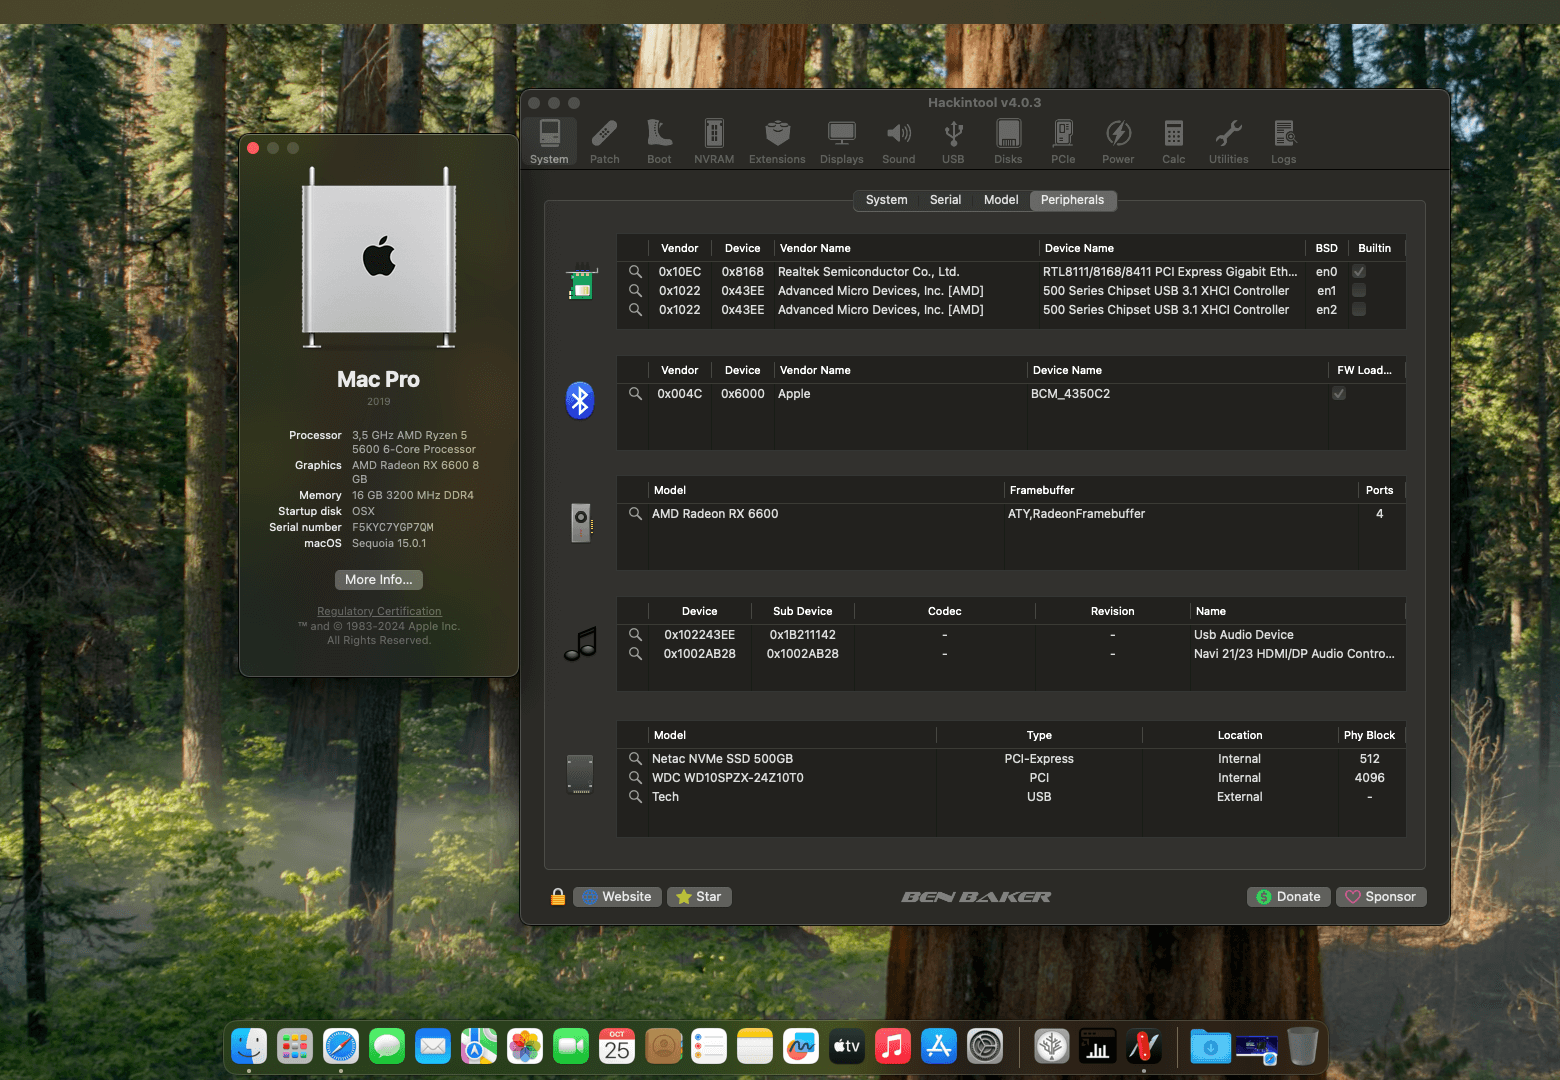 Hackintool v4.0.3
System Patch Boot NVRAM Extensions Displays Sound USB Disks PCIe Power Calc Utilities Logs
System Serial Model Peripherals
Mac Pro
2019
Processor 3,5 GHz AMD Ryzen 5
5600 6-Core Processor
Graphics AMD Radeon RX 6600 8
GB
Memory 16 GB 3200 MHz DDR4
Startup disk OSX
Serial number F5KYC7YGP7QM
macOS Sequoia 15.0.1
More Info...
Regulatory Certification
™ and © 1983-2024 Apple Inc.
All Rights Reserved.
Vendor Device Vendor Name Device Name BSD Builtin
0x10EC 0x8168 Realtek Semiconductor Co., Ltd. RTL8111/8168/8411 PCI Express Gigabit Eth... en0
0x1022 0x43EE Advanced Micro Devices, Inc. [AMD] 500 Series Chipset USB 3.1 XHCI Controller en1
0x1022 0x43EE Advanced Micro Devices, Inc. [AMD] 500 Series Chipset USB 3.1 XHCI Controller en2
Vendor Device Vendor Name Device Name FW Load...
0x004C 0x6000 Apple BCM_4350C2
Model Framebuffer Ports
AMD Radeon RX 6600 ATY,RadeonFramebuffer 4
Device Sub Device Codec Revision Name
0x102243EE 0x1B211142 - - Usb Audio Device
0x1002AB28 0x1002AB28 - - Navi 21/23 HDMI/DP Audio Contro...
Model Type Location Phy Block
Netac NVMe SSD 500GB PCI-Express Internal 512
WDC WD10SPZX-24Z10T0 PCI Internal 4096
Tech USB External -
Website Star BEN BAKER Donate Sponsor
OCT
25
tv